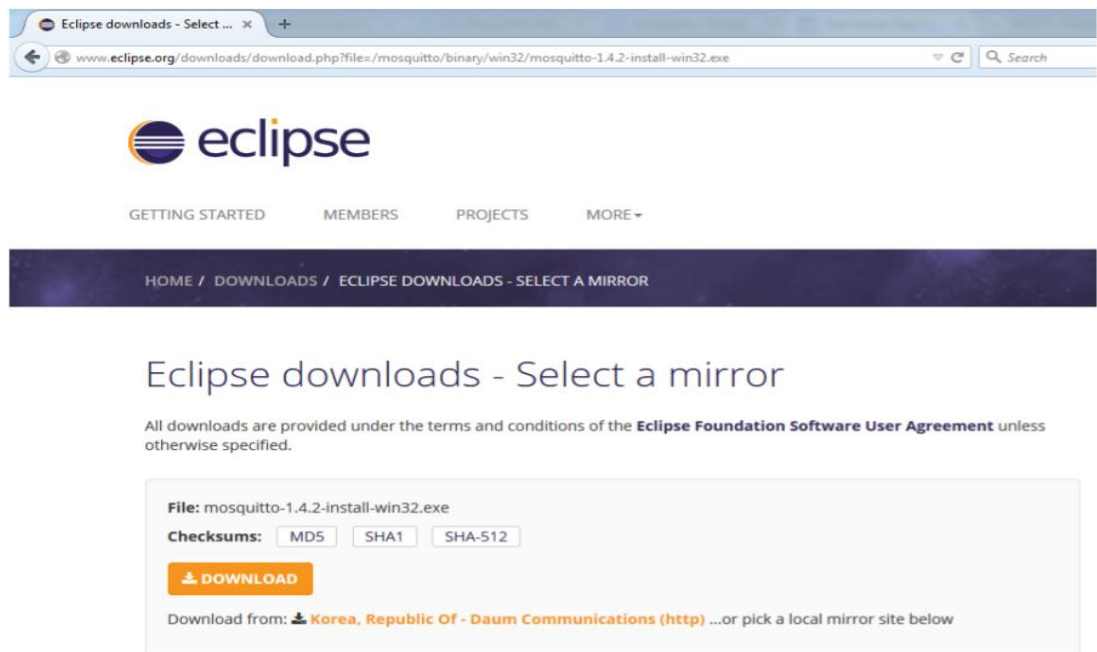 Eclipse downloads - Select ... × +
www.eclipse.org/downloads/download.php?file=/mosquitto/binary/win32/mosquitto-1.4.2-install-win32.exe
Search
eclipse
GETTING STARTED MEMBERS PROJECTS MORE
HOME / DOWNLOADS / ECLIPSE DOWNLOADS - SELECT A MIRROR
Eclipse downloads - Select a mirror
All downloads are provided under the terms and conditions of the Eclipse Foundation Software User Agreement unless
otherwise specified.
File: mosquitto-1.4.2-install-win32.exe
Checksums: MD5 SHA1 SHA-512
DOWNLOAD
Download from: Korea, Republic Of - Daum Communications (http) ...or pick a local mirror site below